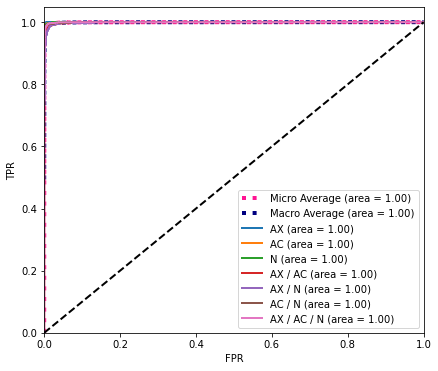 1.0
0.8
0.6
0.4
0.2
0.0
TPR
Micro Average (area = 1.00)
Macro Average (area = 1.00)
AX (area = 1.00)
AC (area = 1.00)
N (area = 1.00)
AX / AC (area = 1.00)
AX / N (area = 1.00)
AC / N (area = 1.00)
AX / AC / N (area = 1.00)
0.0 0.2 0.4 0.6 0.8 1.0
FPR